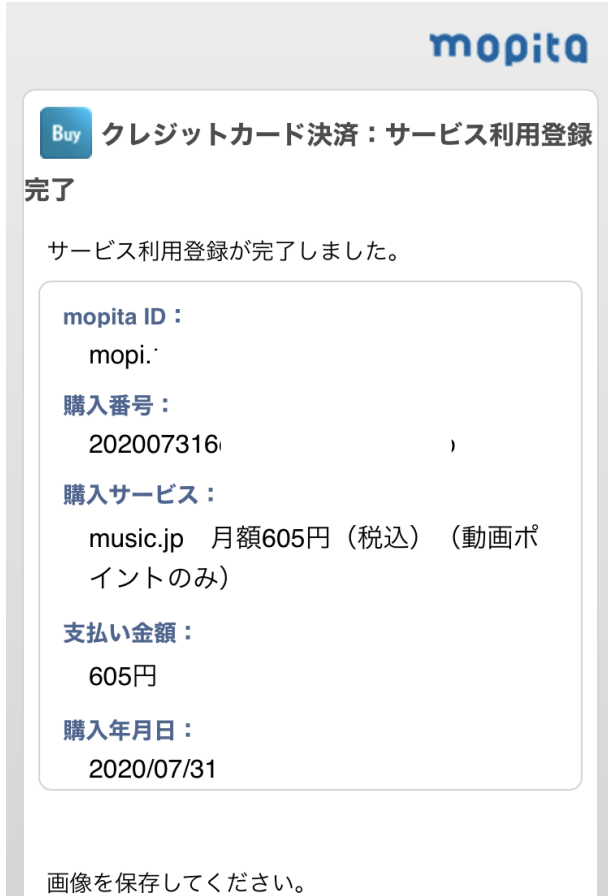 mopita
Buy クレジットカード決済：サービス利用登録
完了
サービス利用登録が完了しました。
mopita ID：
mopi.
購入番号：
202007316
購入サービス：
music.jp　月額605円（税込）（動画ポ
イントのみ）
支払い金額：
605円
購入年月日：
2020/07/31
画像を保存してください。